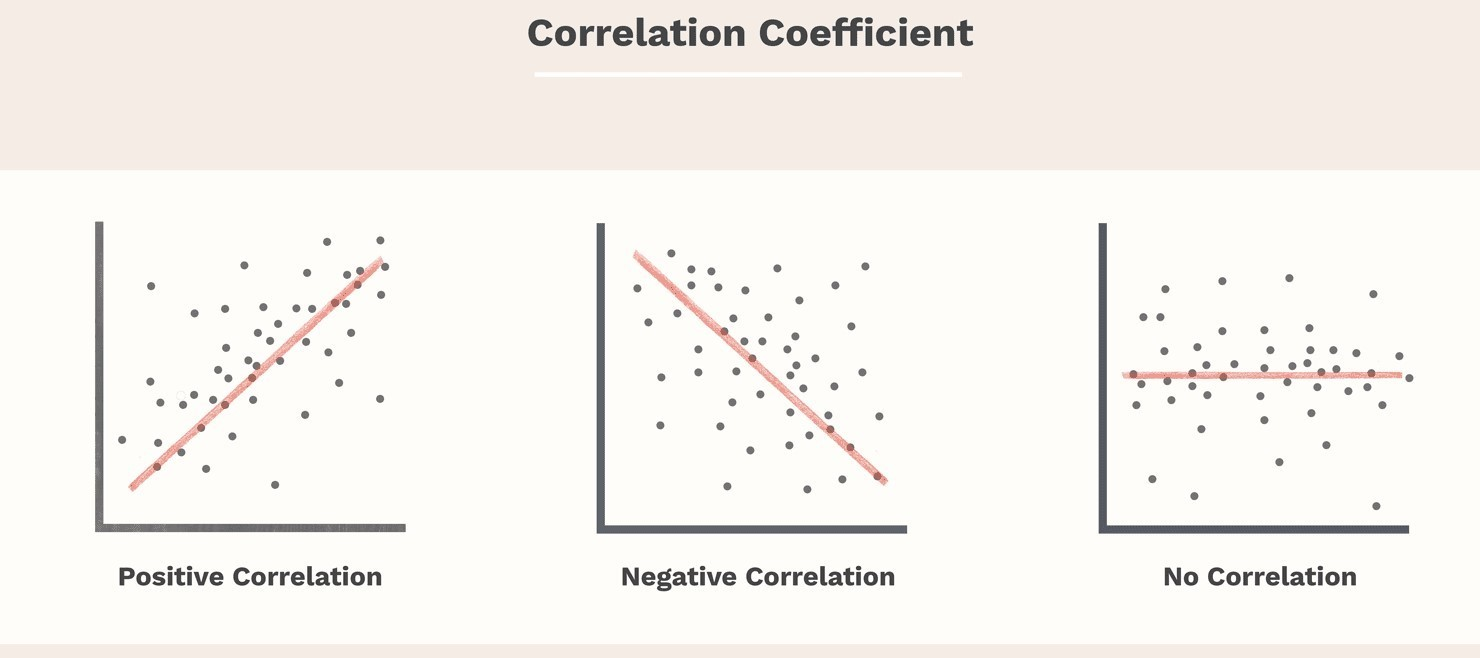 Correlation Coefficient
Positive Correlation
Negative Correlation
No Correlation